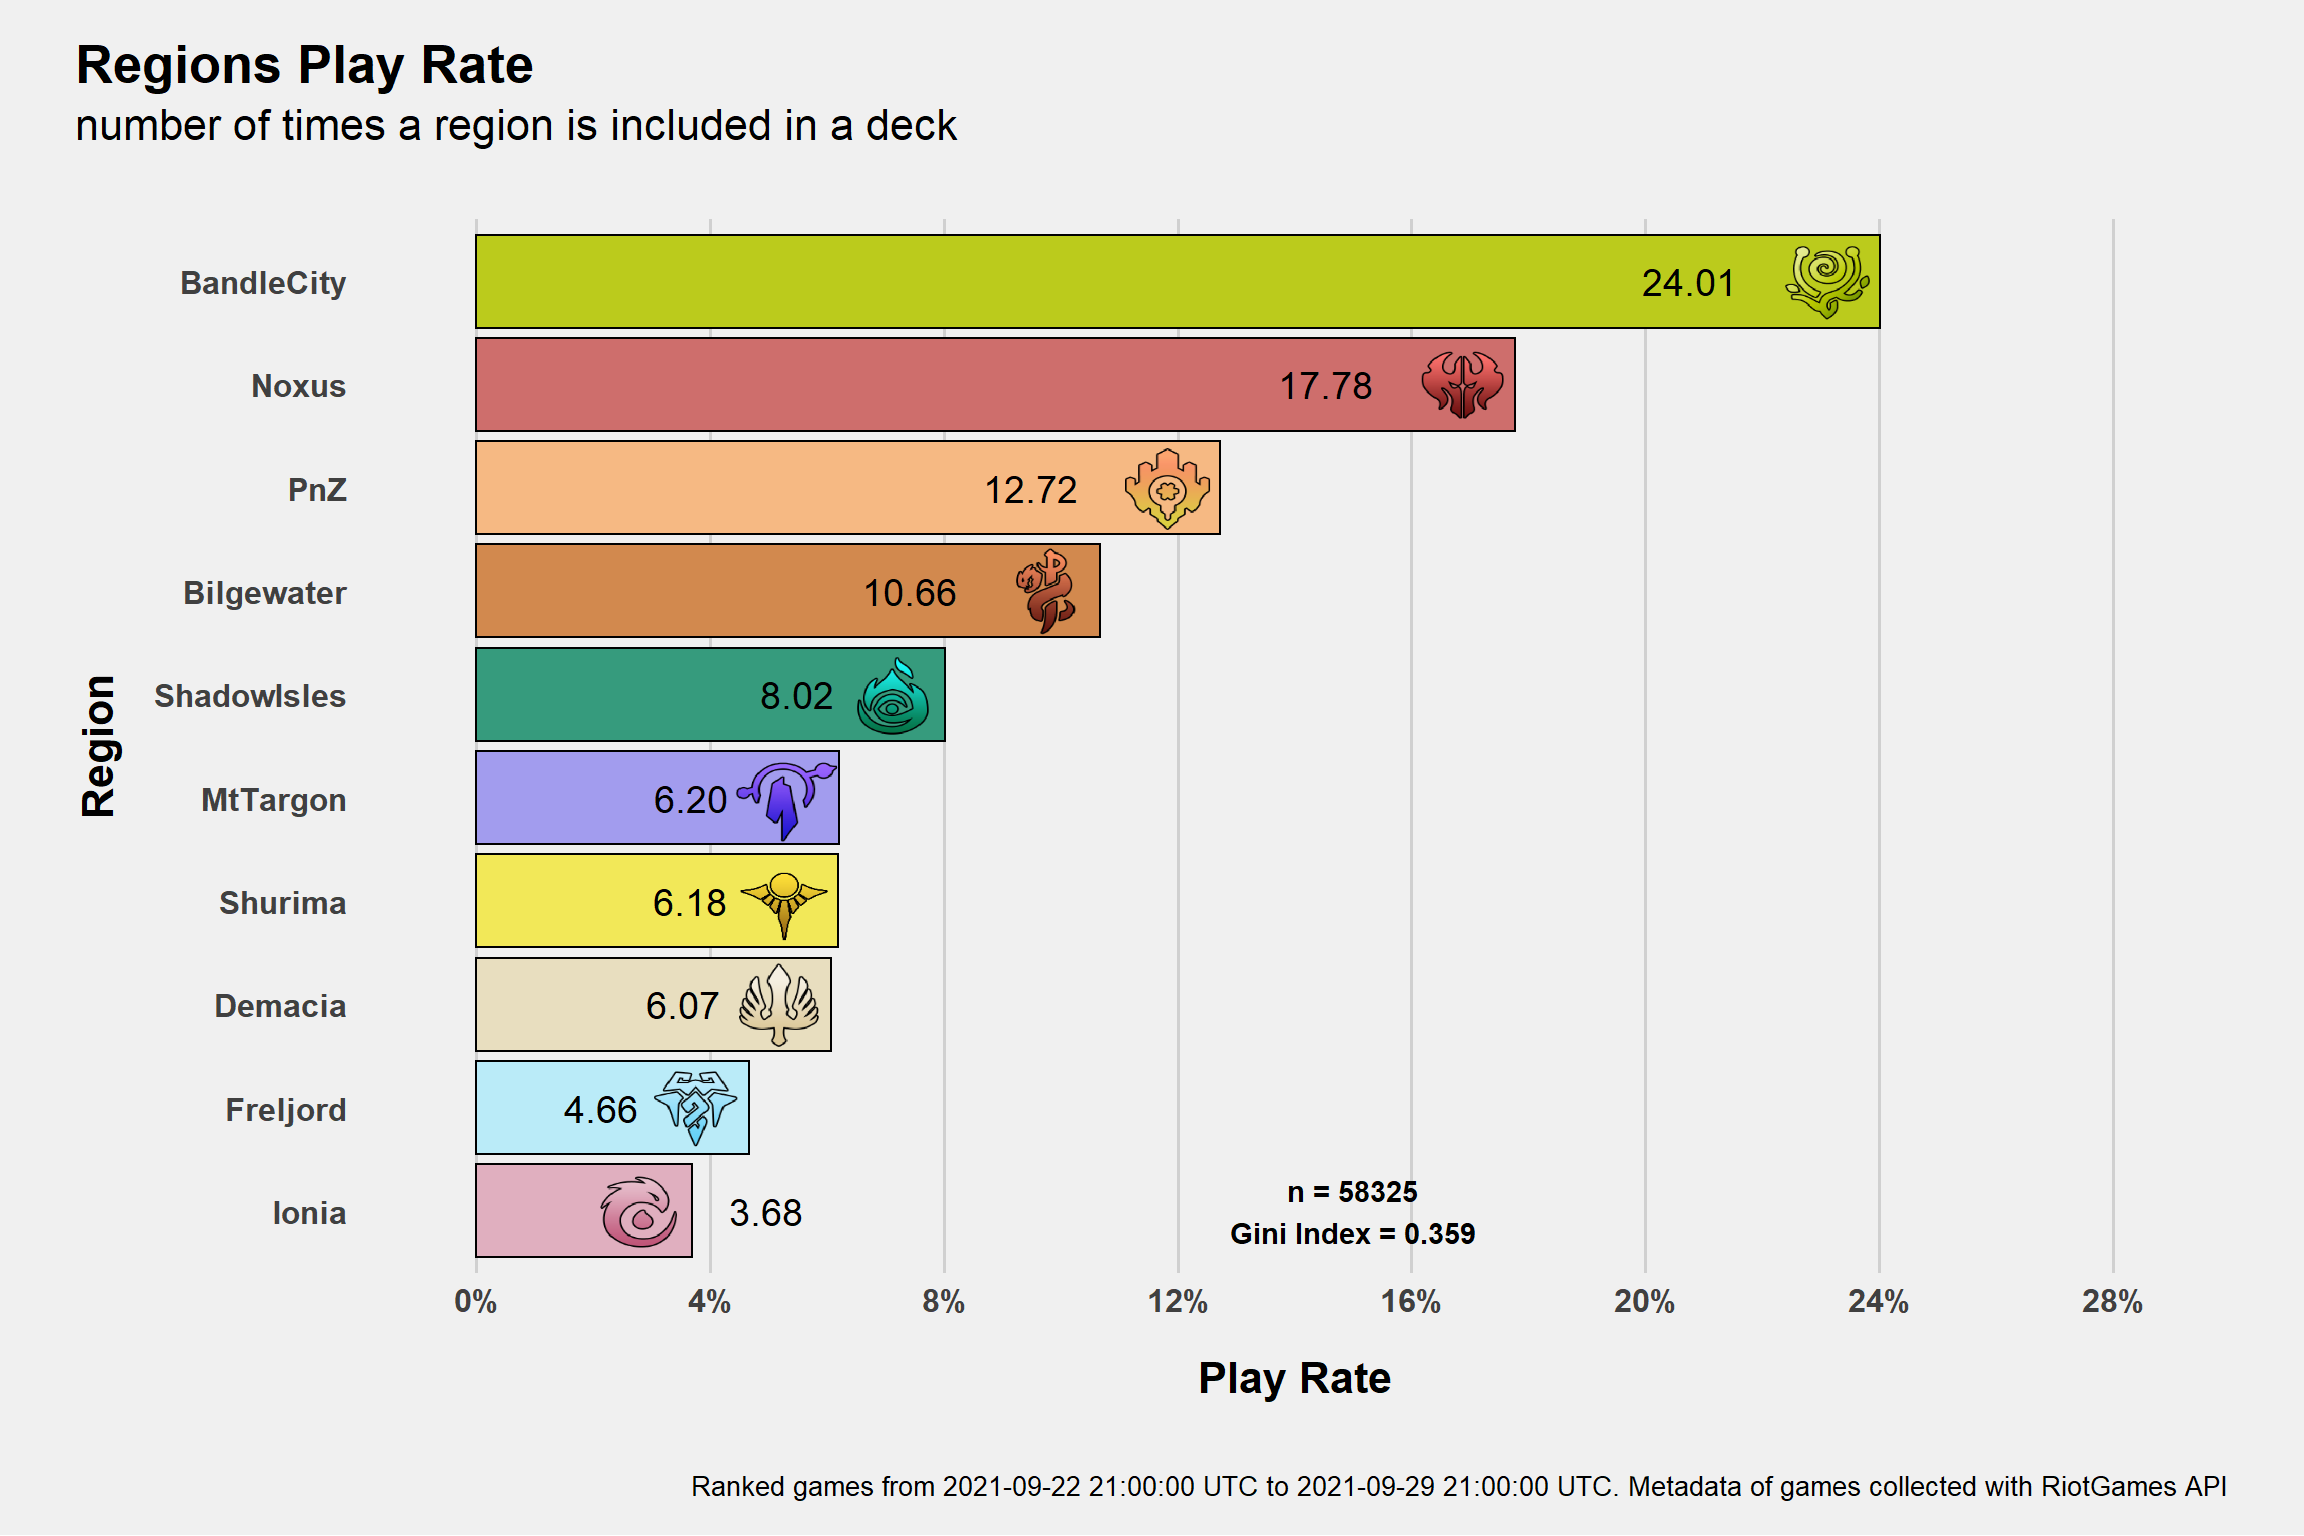 Regions Play Rate
number of times a region is included in a deck
Region
BandleCity 24.01
Noxus 17.78
PnZ 12.72
Bilgewater 10.66
ShadowIsles 8.02
MtTargon 6.20
Shurima 6.18
Demacia 6.07
Freljord 4.66
Ionia 3.68
n = 58325
Gini Index = 0.359
0% 4% 8% 12% 16% 20% 24% 28%
Play Rate
Ranked games from 2021-09-22 21:00:00 UTC to 2021-09-29 21:00:00 UTC. Metadata of games collected with RiotGames API